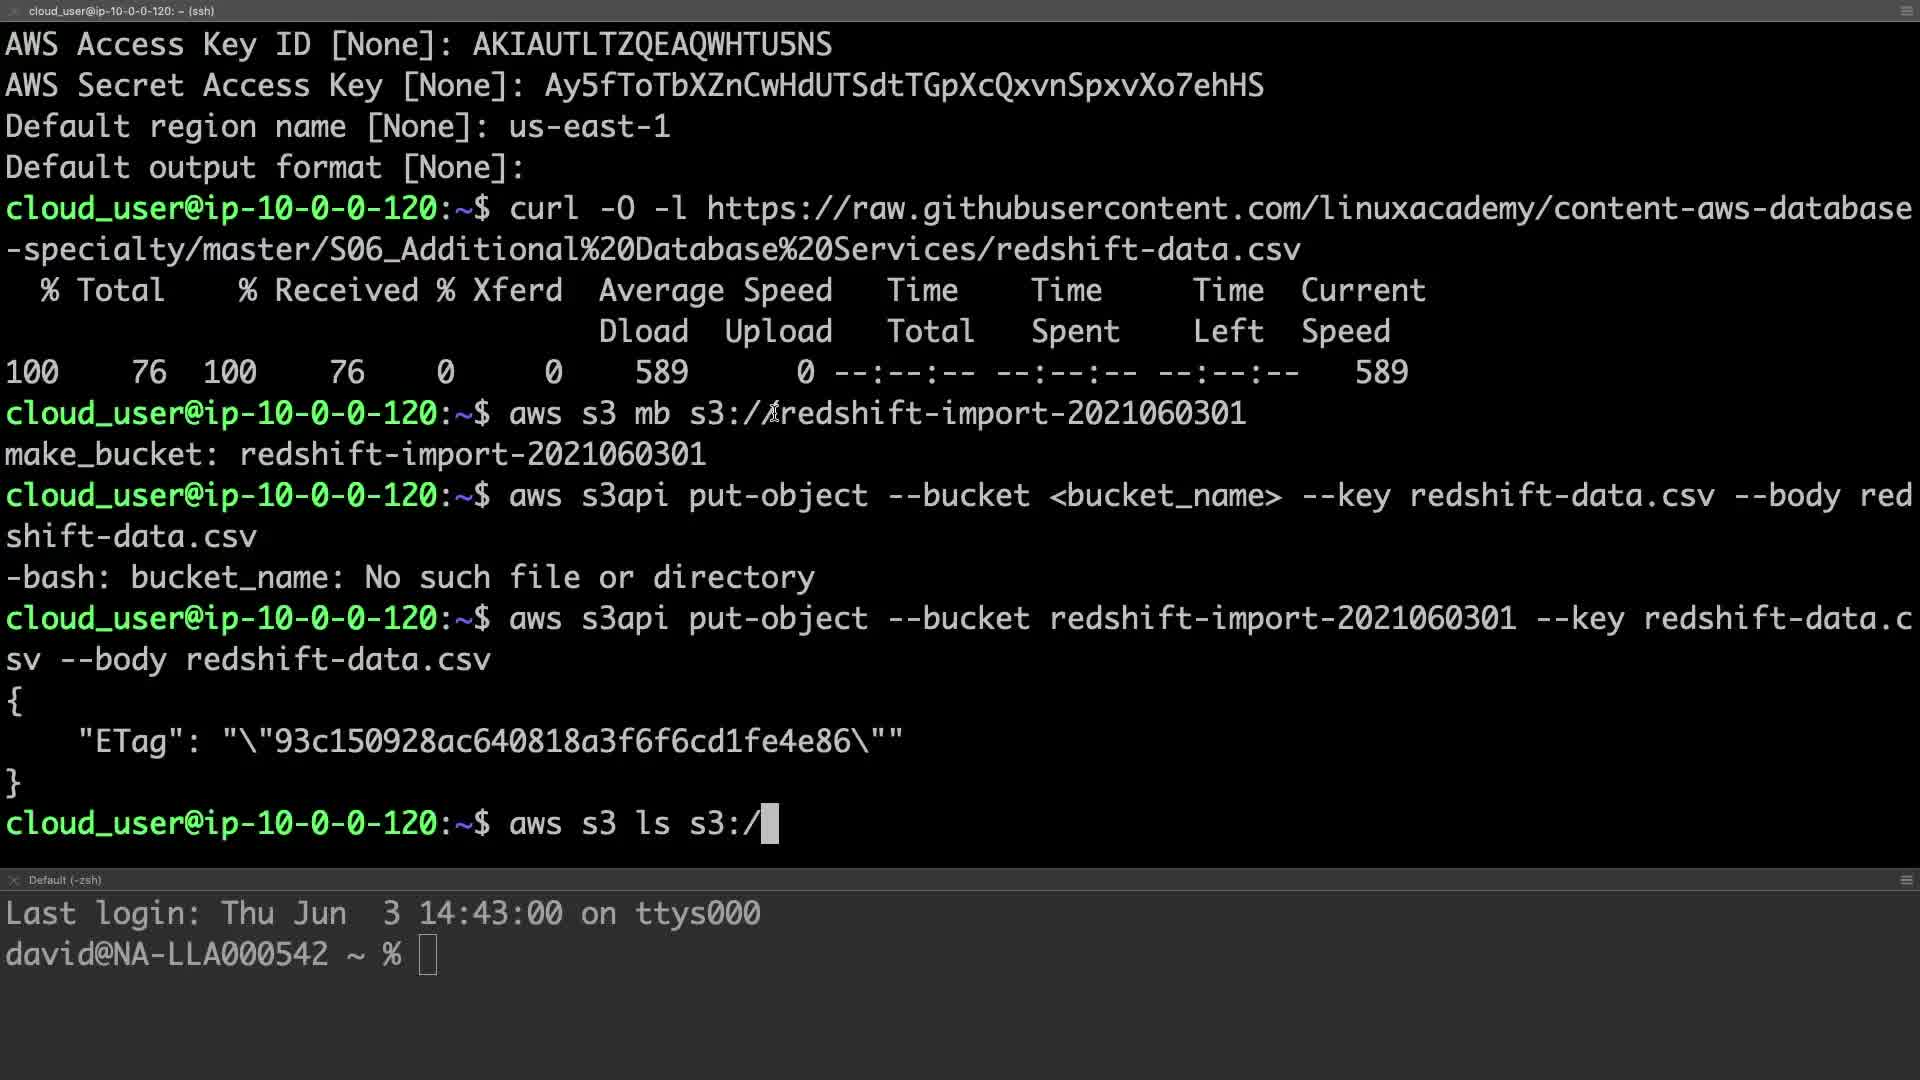 cloud_user@ip-10-0-0-120: ~ (ssh)
AWS Access Key ID [None]: AKIAUTLTZQEAQWHTU5NS
AWS Secret Access Key [None]: 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
Default region name [None]: us-east-1
Default output format [None]:
cloud_user@ip-10-0-0-120:~$ curl -O -l https://raw.githubusercontent.com/linuxacademy/content-aws-database
-specialty/master/S06_Additional%20Database%20Services/redshift-data.csv
% Total % Received % Xferd Average Speed Time Time Time Current
Dload Upload Total Spent Left Speed
100 76 100 76 0 0 589 0 --:--:-- --:--:-- --:--:-- 589
cloud_user@ip-10-0-0-120:~$ aws s3 mb s3://redshift-import-2021060301
make_bucket: redshift-import-2021060301
cloud_user@ip-10-0-0-120:~$ aws s3api put-object --bucket <bucket_name> --key redshift-data.csv --body red
shift-data.csv
-bash: bucket_name: No such file or directory
cloud_user@ip-10-0-0-120:~$ aws s3api put-object --bucket redshift-import-2021060301 --key redshift-data.c
sv --body redshift-data.csv
{
"ETag": "\"93c150928ac640818a3f6f6cd1fe4e86\""
}
cloud_user@ip-10-0-0-120:~$ aws s3 ls s3:/
Default (-zsh)
Last login: Thu Jun  3 14:43:00 on ttys000
david@NA-LLA000542 ~ %